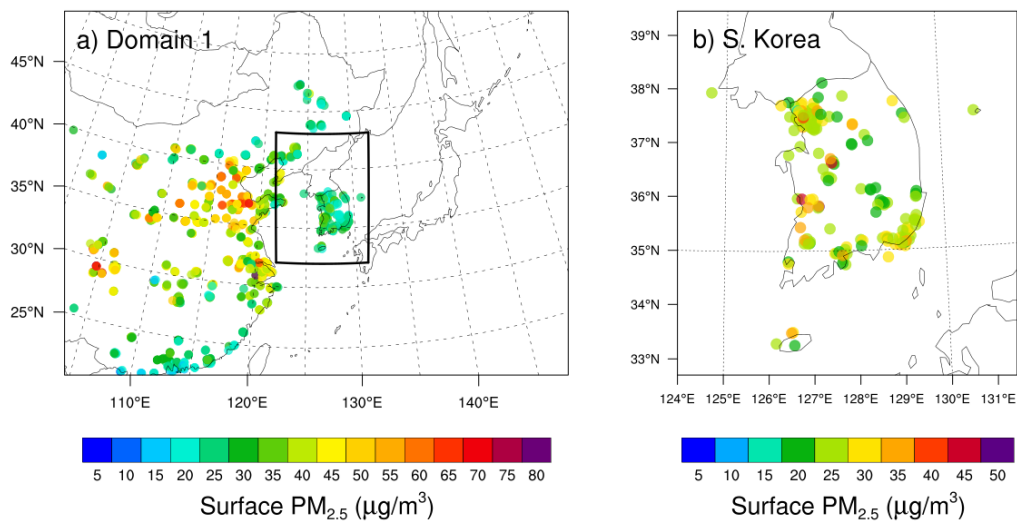 a) Domain 1
b) S. Korea
45°N
40°N
35°N
30°N
25°N
110°E 120°E 130°E 140°E
39°N
38°N
37°N
36°N
35°N
34°N
33°N
124°E 125°E 126°E 127°E 128°E 129°E 130°E 131°E
5 10 15 20 25 30 35 40 45 50 55 60 65 70 75 80
Surface PM2.5 (μg/m³)
5 10 15 20 25 30 35 40 45 50
Surface PM2.5 (μg/m³)